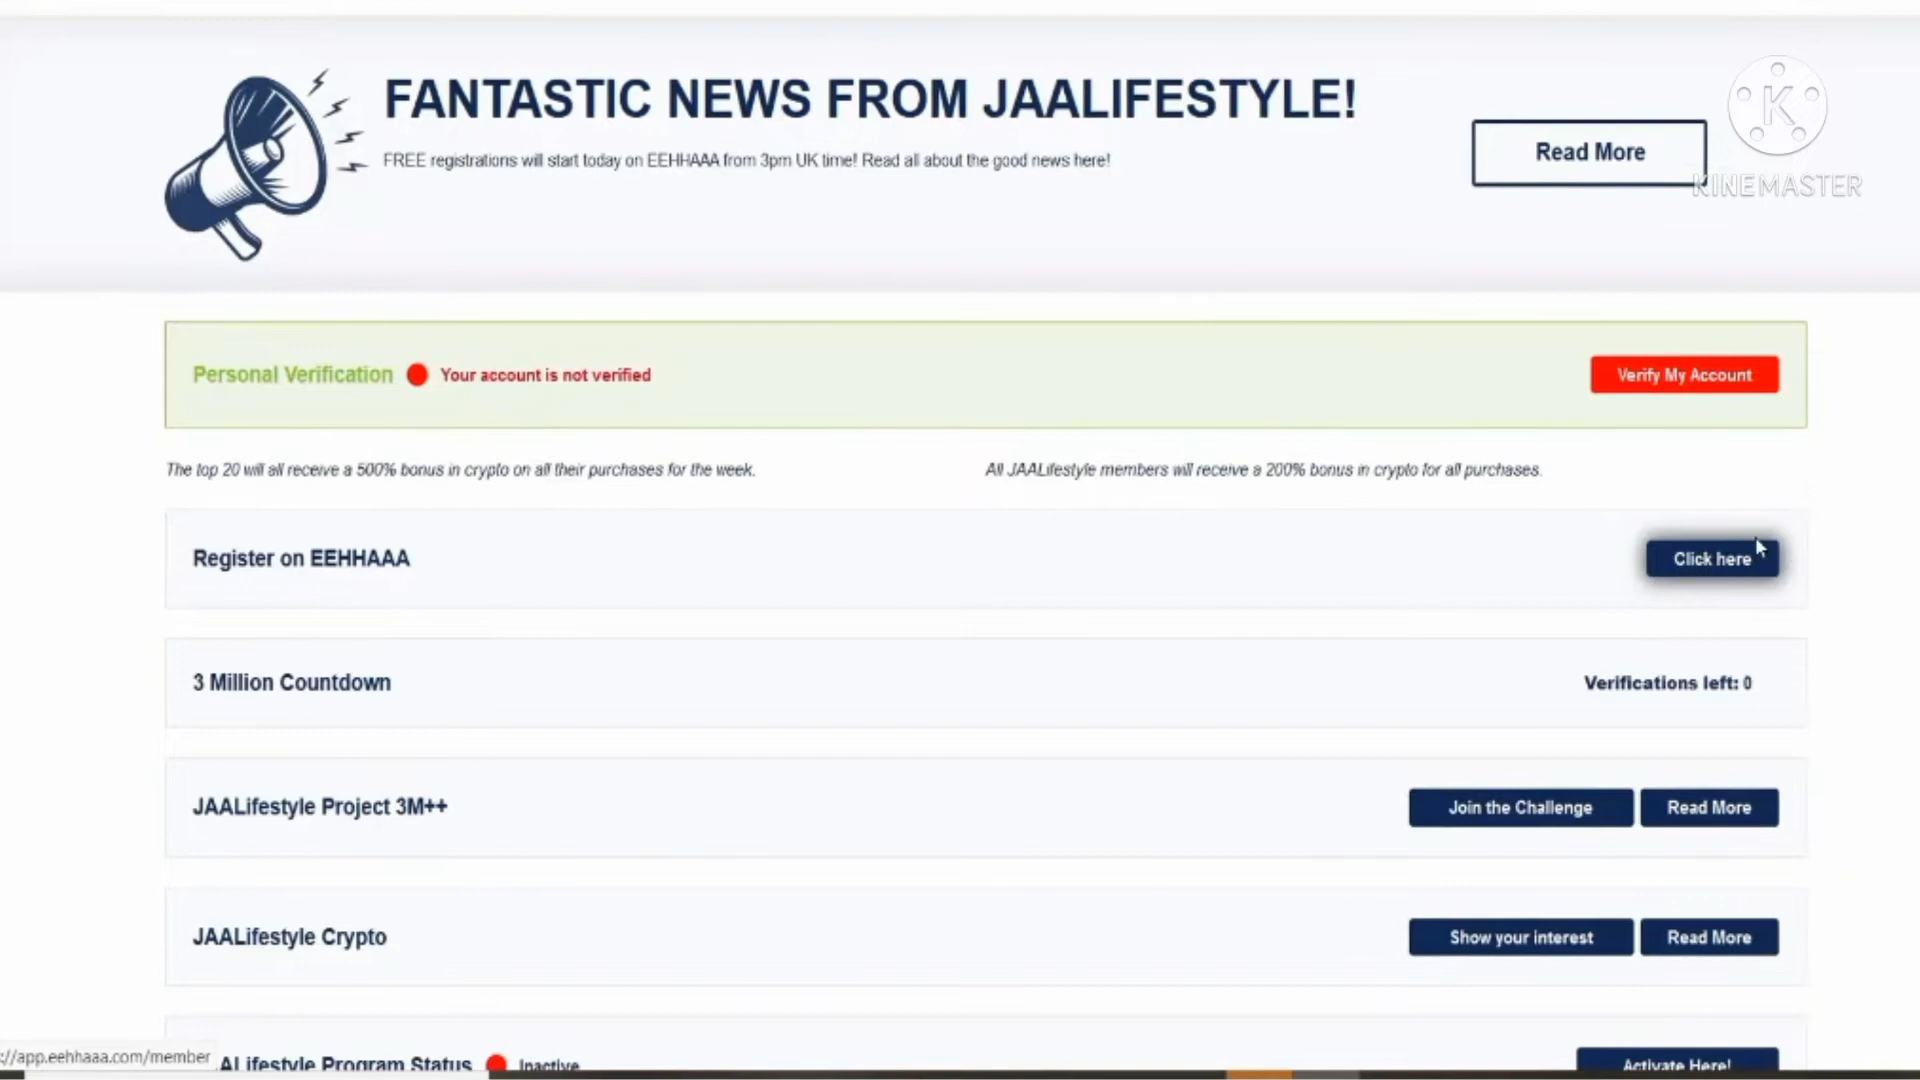 FANTASTIC NEWS FROM JAALIFESTYLE!
FREE registrations will start today on EEHHAAA from 3pm UK time! Read all about the good news here!
Read More
K
KINEMASTER
Personal Verification
Your account is not verified
Verify My Account
The top 20 will all receive a 500% bonus in crypto on all their purchases for the week.
All JAALifestyle members will receive a 200% bonus in crypto for all purchases.
Register on EEHHAAA
Click here
3 Million Countdown
Verifications left: 0
JAALifestyle Project 3M++
Join the Challenge
Read More
JAALifestyle Crypto
Show your interest
Read More
ALifestyle Program Status
Inactive
Activate Here!
://app.eehhaaa.com/member